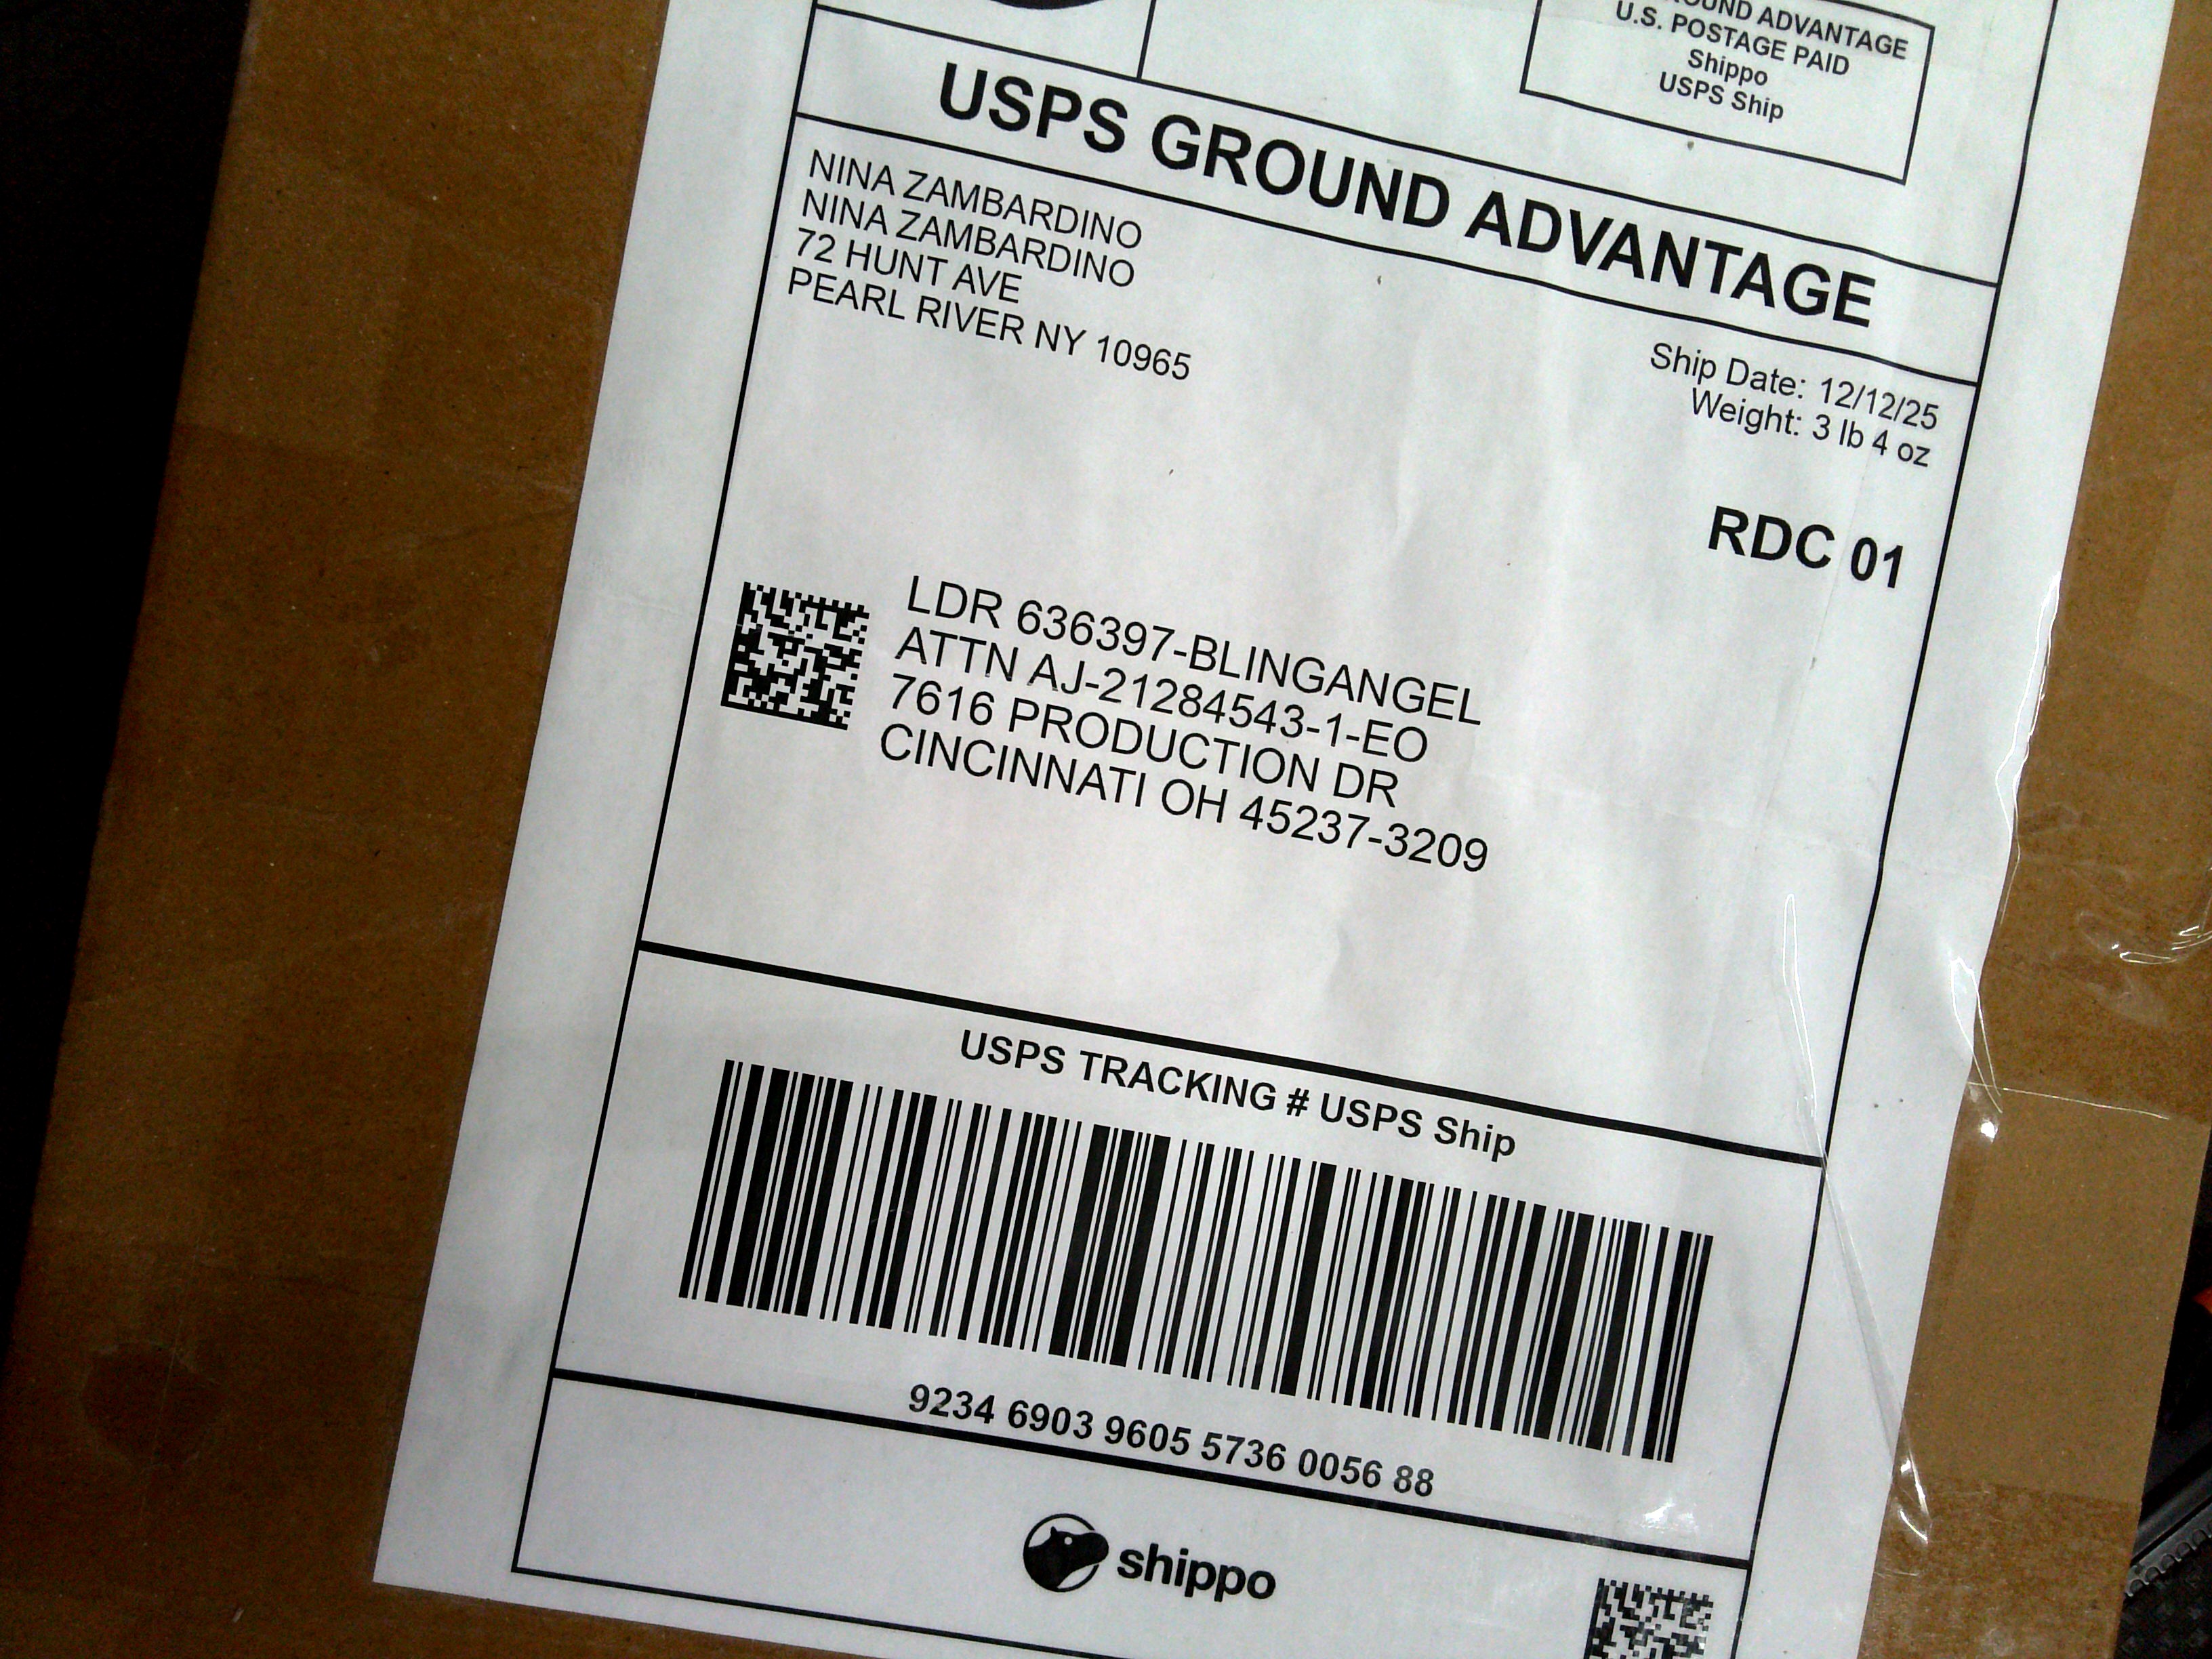 GROUND ADVANTAGE
U.S. POSTAGE PAID
Shippo
USPS Ship
USPS GROUND ADVANTAGE
NINA ZAMBARDINO
NINA ZAMBARDINO
72 HUNT AVE
PEARL RIVER NY 10965
Ship Date: 12/12/25
Weight: 3 lb 4 oz
RDC 01
LDR 636397-BLINGANGEL
ATTN AJ-21284543-1-EO
7616 PRODUCTION DR
CINCINNATI OH 45237-3209
USPS TRACKING # USPS Ship
9234 6903 9605 5736 0056 88
shippo